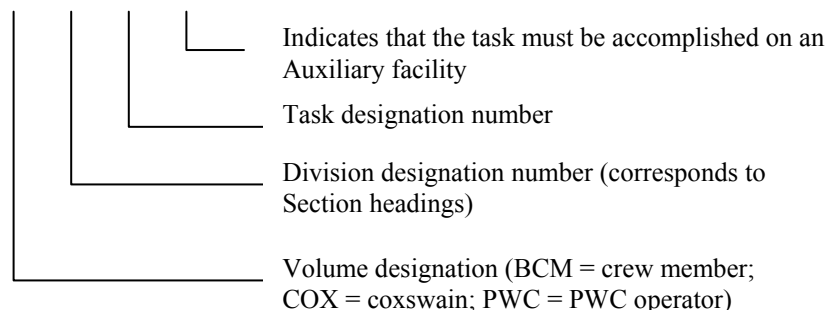 Indicates that the task must be accomplished on an
Auxiliary facility
Task designation number
Division designation number (corresponds to
Section headings)
Volume designation (BCM = crew member;
COX = coxswain; PWC = PWC operator)